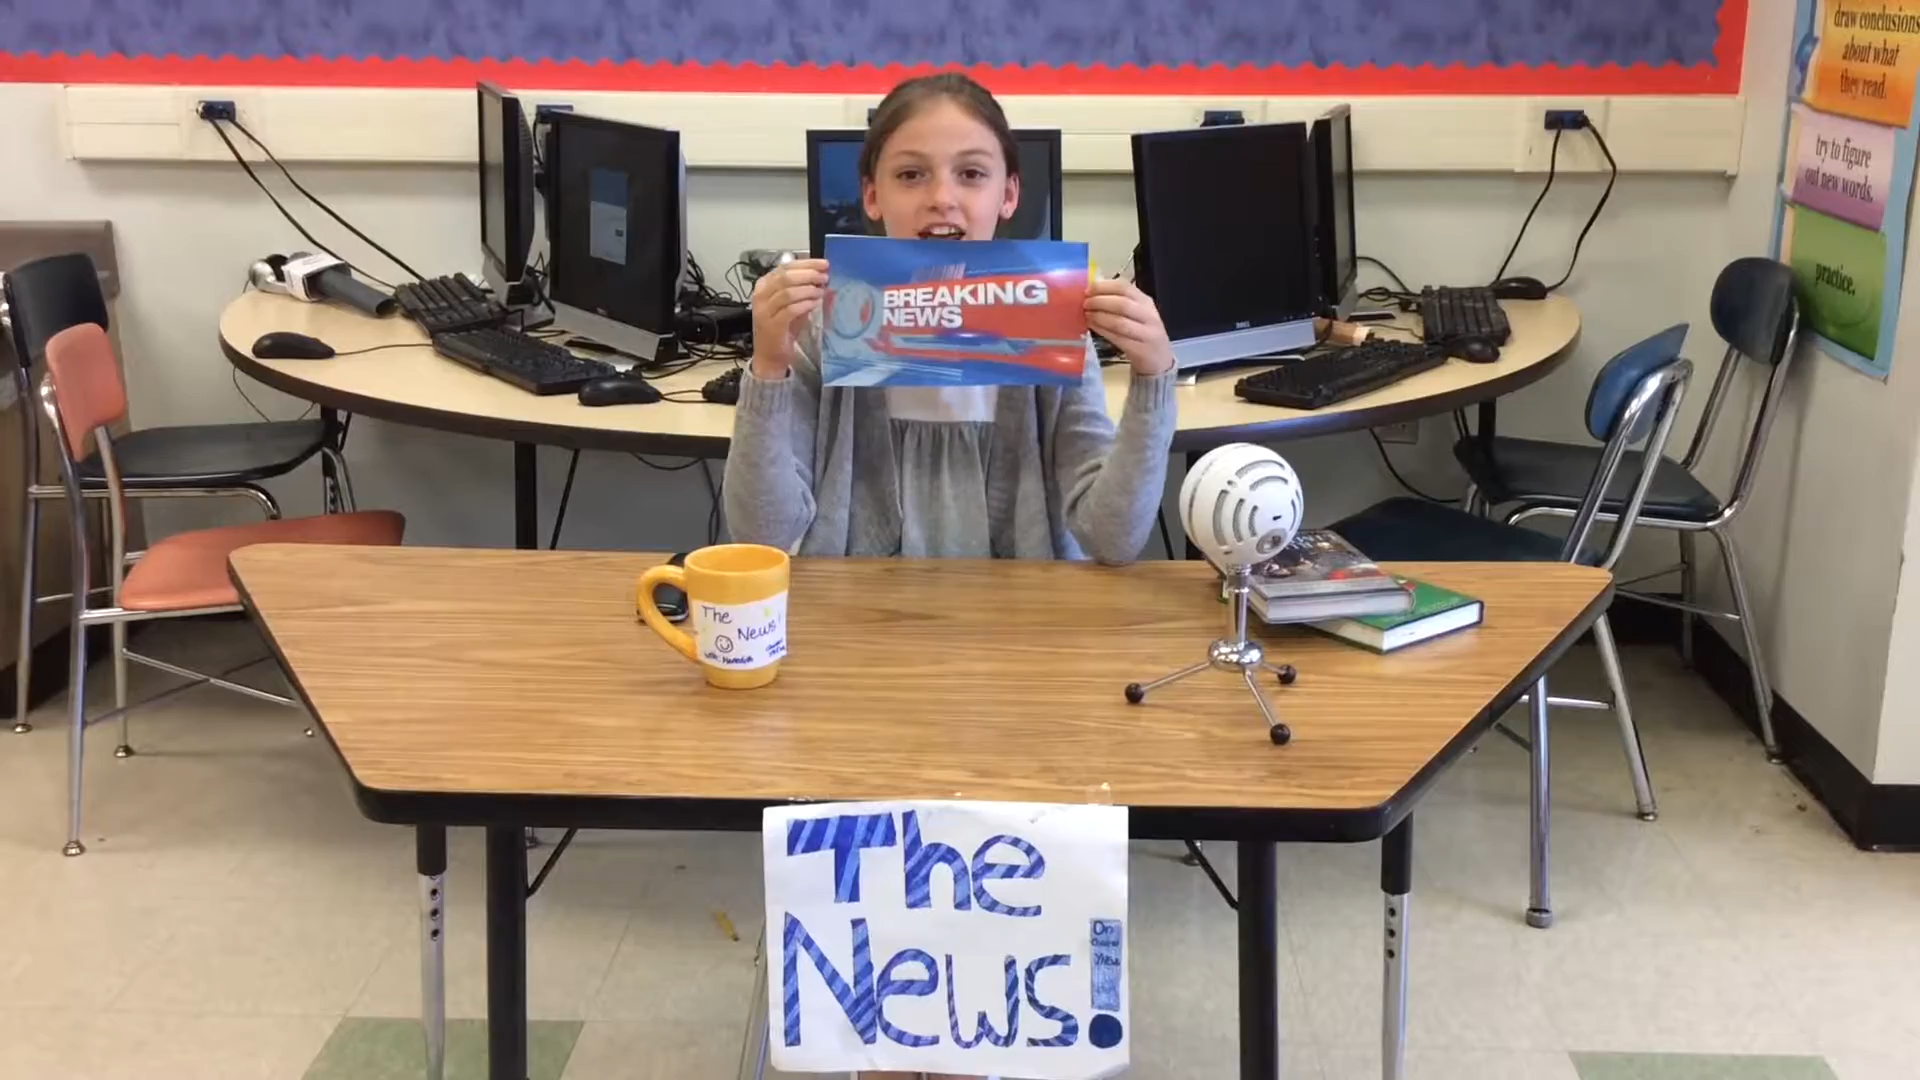 draw conclusions
about what
they read.
try to figure
out new words.
practice.
BREAKING
NEWS
The
News!
The
News!
On